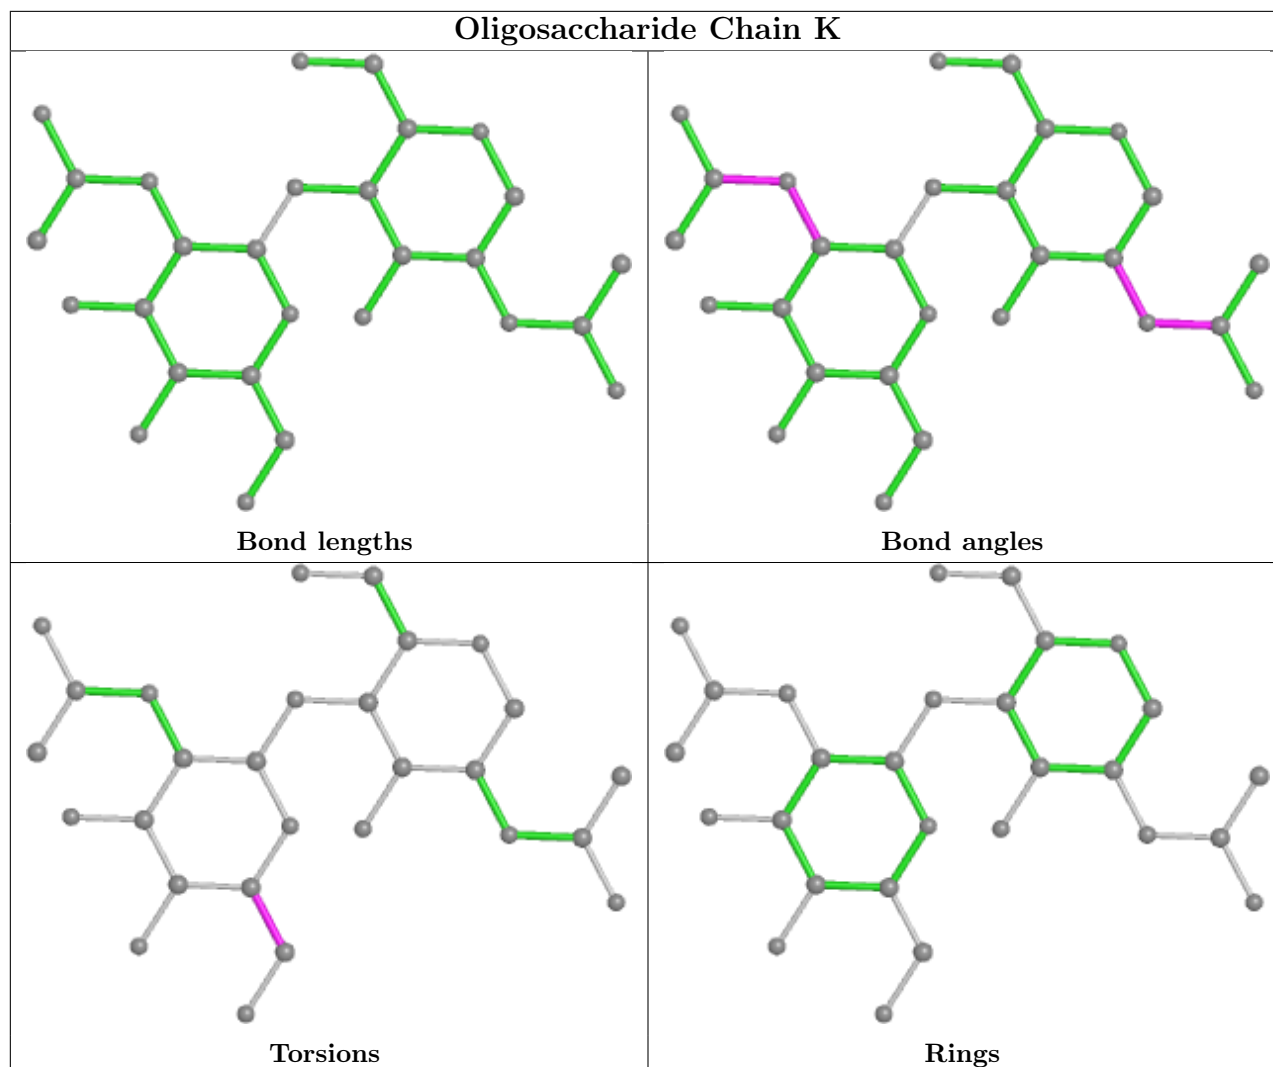 Oligosaccharide Chain K
Bond lengths
Bond angles
Torsions
Rings